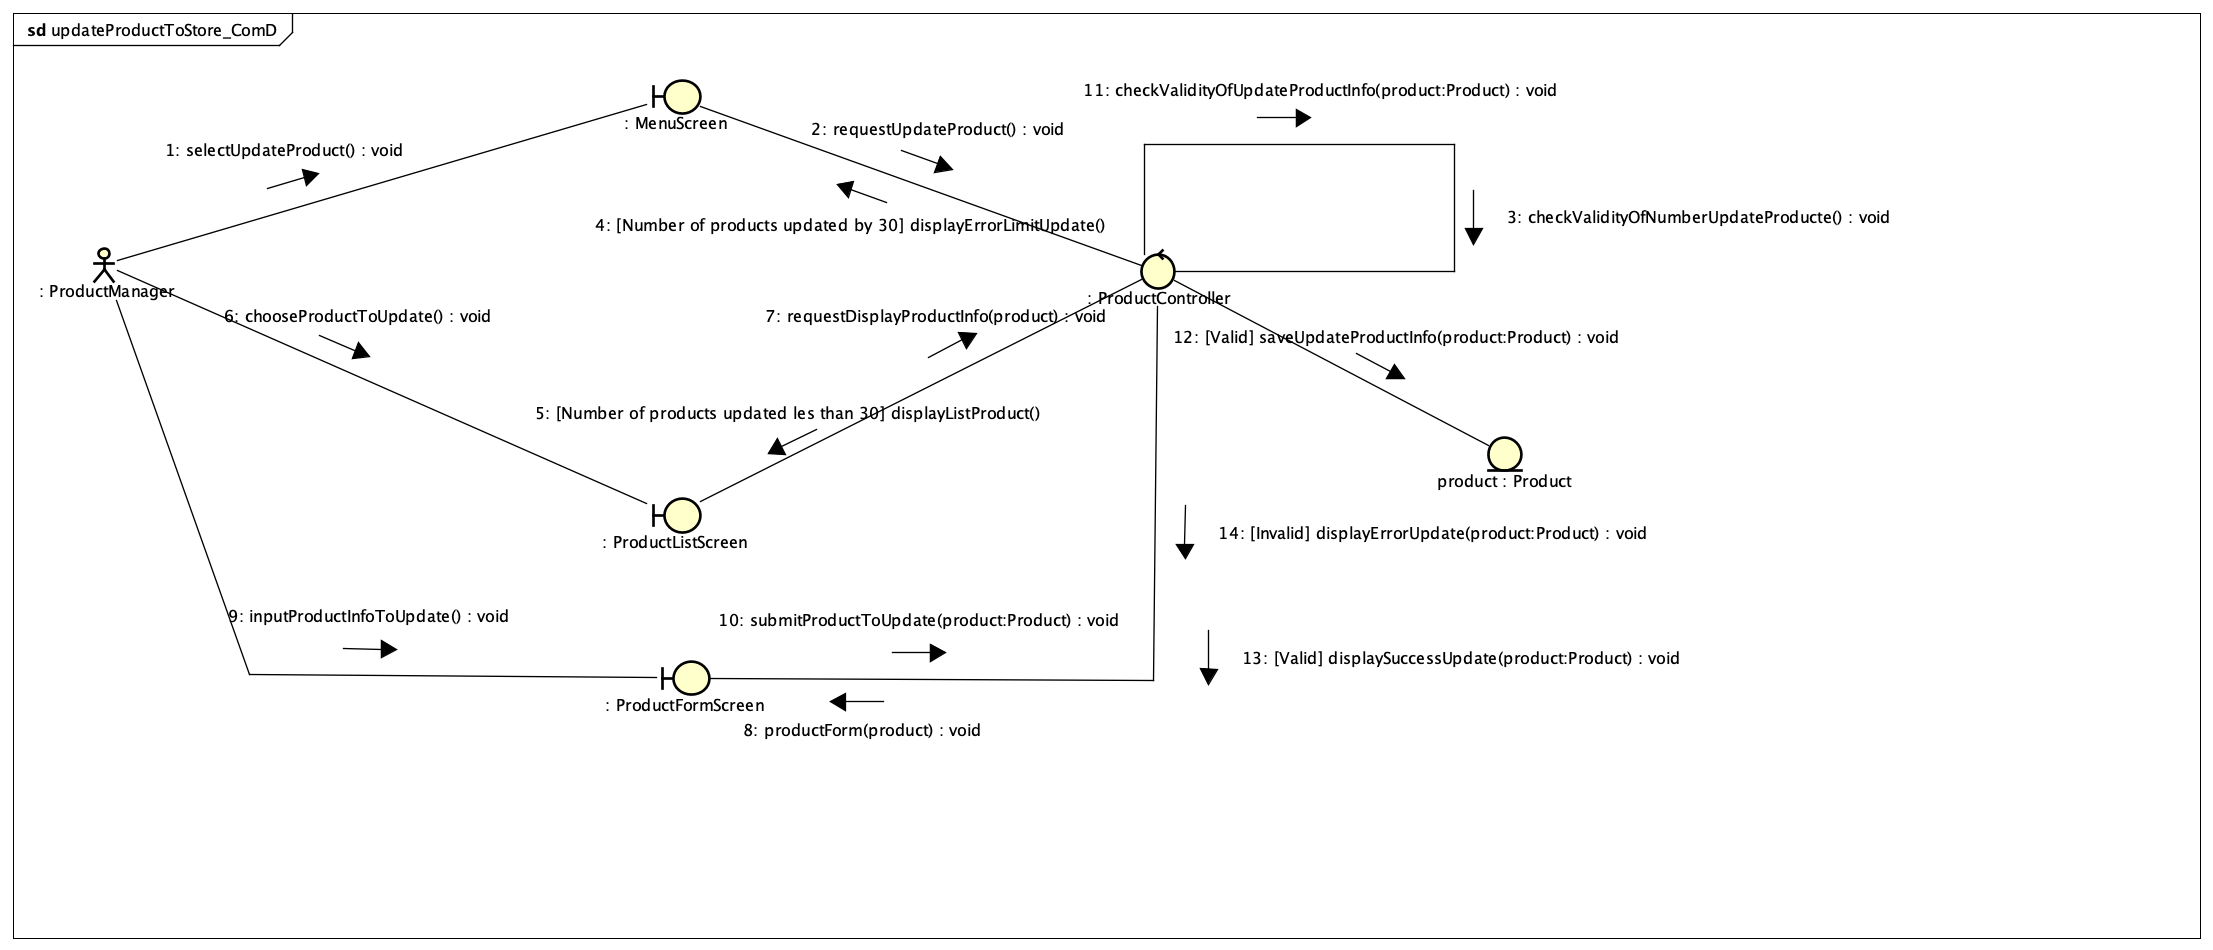 sd updateProductToStore_ComD
11: checkValidityOfUpdateProductInfo(product:Product) : void
: MenuScreen
2: requestUpdateProduct() : void
1: selectUpdateProduct() : void
3: checkValidityOfNumberUpdateProducte() : void
4: [Number of products updated by 30] displayErrorLimitUpdate()
: ProductManager
: ProductController
6: chooseProductToUpdate() : void
7: requestDisplayProductInfo(product) : void
12: [Valid] saveUpdateProductInfo(product:Product) : void
5: [Number of products updated les than 30] displayListProduct()
product : Product
14: [Invalid] displayErrorUpdate(product:Product) : void
: ProductListScreen
9: inputProductInfoToUpdate() : void
10: submitProductToUpdate(product:Product) : void
13: [Valid] displaySuccessUpdate(product:Product) : void
: ProductFormScreen
8: productForm(product) : void